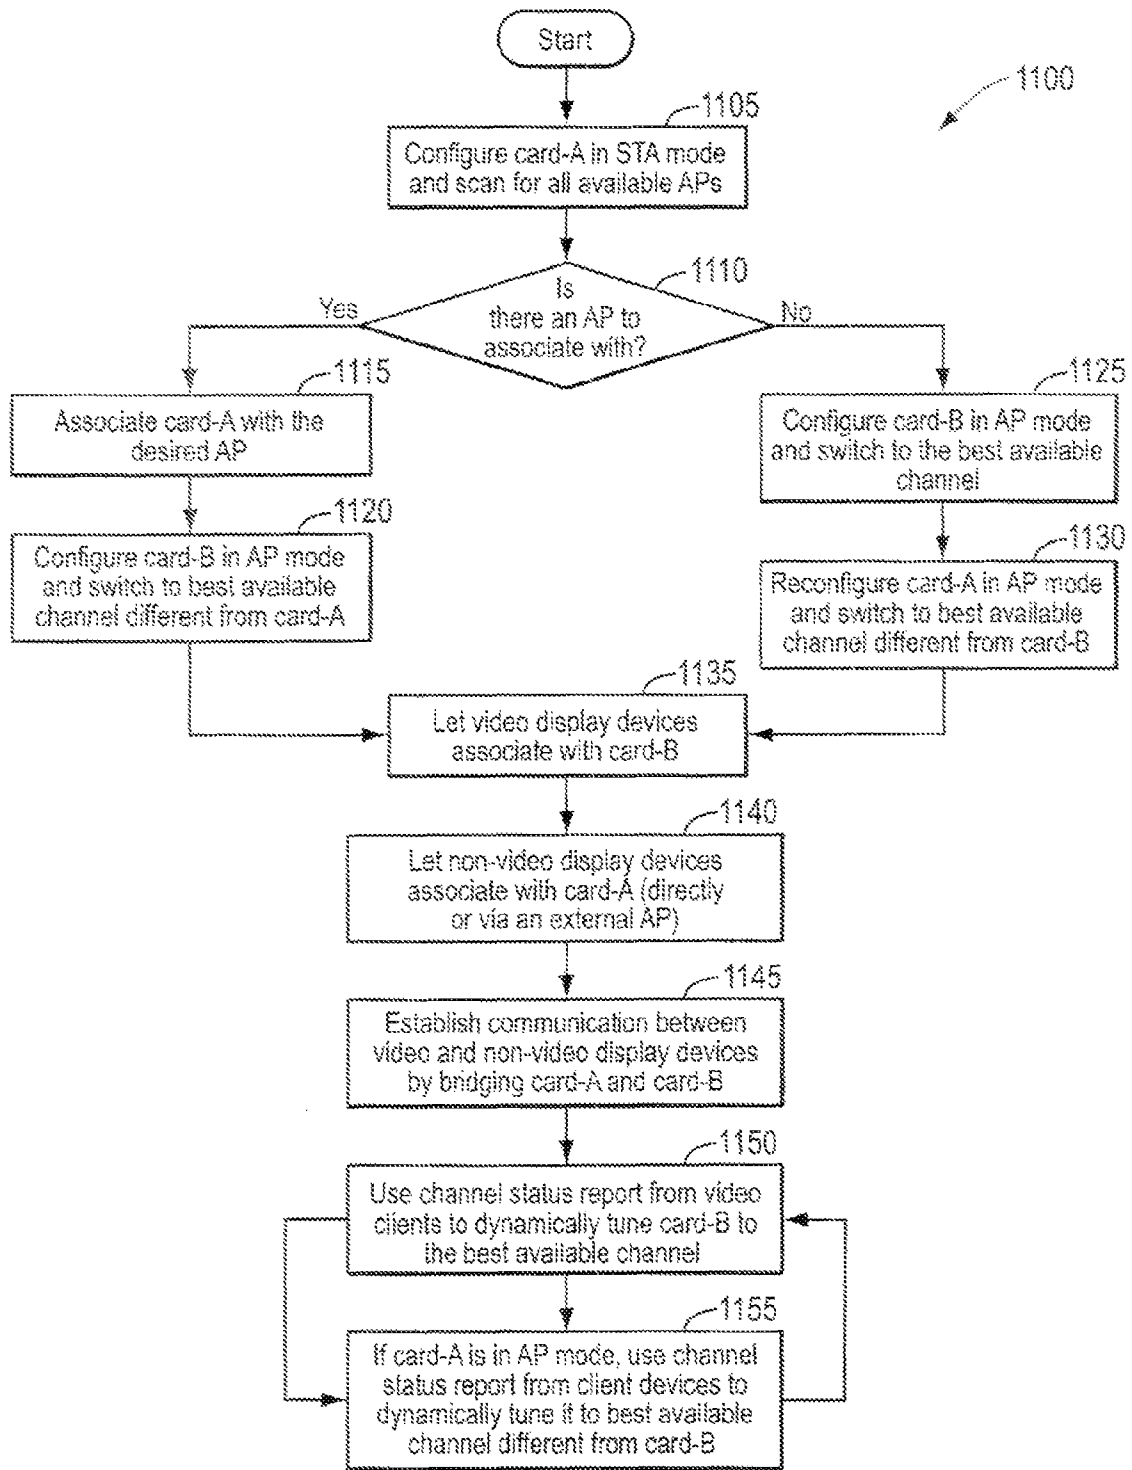 Start
1100
1105
Configure card-A in STA mode
and scan for all available APs
1110
Is
there an AP to
associate with?
Yes
No
1115
Associate card-A with the
desired AP
1125
Configure card-B in AP mode
and switch to the best available
channel
1120
Configure card-B in AP mode
and switch to best available
channel different from card-A
1130
Reconfigure card-A in AP mode
and switch to best available
channel different from card-B
1135
Let video display devices
associate with card-B
1140
Let non-video display devices
associate with card-A (directly
or via an external AP)
1145
Establish communication between
video and non-video display devices
by bridging card-A and card-B
1150
Use channel status report from video
clients to dynamically tune card-B to
the best available channel
1155
If card-A is in AP mode, use channel
status report from client devices to
dynamically tune it to best available
channel different from card-B